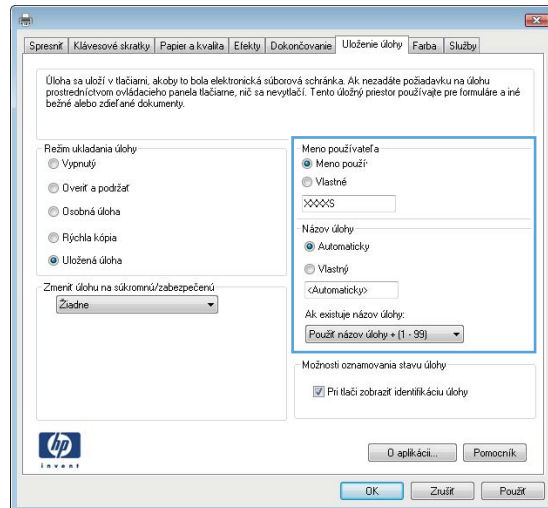 Spresniť Klávesové skratky Papier a kvalita Efekty Dokončovanie Uloženie úlohy Farba Služby
Úloha sa uloží v tlačiarni, akoby to bola elektronická súborová schránka. Ak nezadáte požiadavku na úlohu
prostredníctvom ovládacieho panela tlačiarne, nič sa nevytlačí. Tento úložný priestor používajte pre formuláre a iné
bežné alebo zdieľané dokumenty.
Režim ukladania úlohy
Vypnutý
Overiť a podržať
Osobná úloha
Rýchla kópia
Uložená úloha
Zmeniť úlohu na súkromnú/zabezpečenú
Žiadne
Meno používateľa
Meno použí
Vlastné
XXXXS
Názov úlohy
Automaticky
Vlastný
<Automaticky>
Ak existuje názov úlohy:
Použiť názov úlohy + (1 - 99)
Možnosti oznamovania stavu úlohy
Pri tlači zobraziť identifikáciu úlohy
hp
invent
O aplikácii... Pomocník
OK Zrušiť Použiť